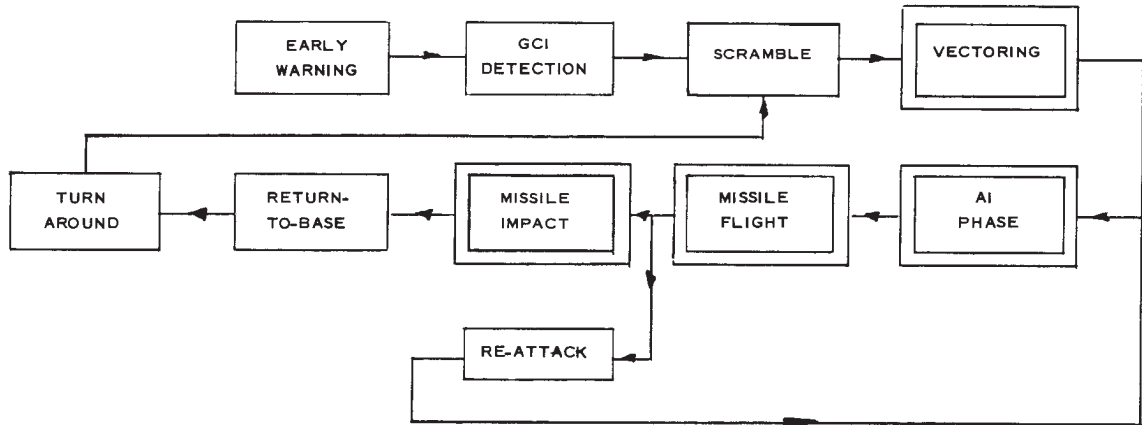 EARLY
WARNING
GCI
DETECTION
SCRAMBLE
VECTORING
TURN
AROUND
RETURN-
TO-BASE
MISSILE
IMPACT
MISSILE
FLIGHT
AI
PHASE
RE-ATTACK